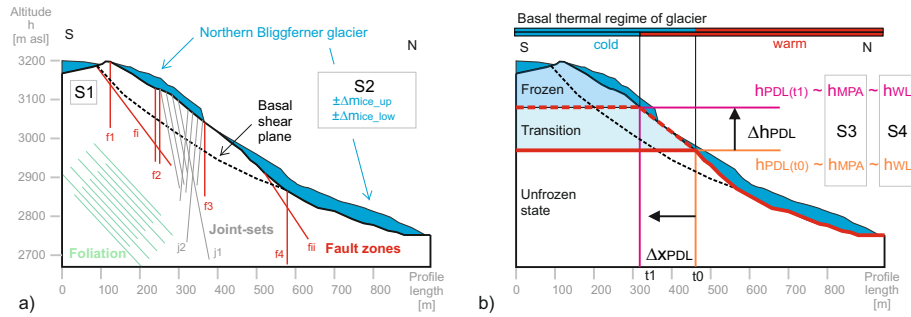 Altitude
h
[m asl]
S
Northern Bliggferner glacier
N
S1
S2
±Δmice_up
±Δmice_low
Basal
shear
plane
3200
3100
3000
2900
2800
2700
f1
fi
f2
f3
j2
j1
f4
fii
Foliation
Joint-sets
Fault zones
0 100 200 300 400 500 600 700 800
Profile
length
[m]
a)
Basal thermal regime of glacier
cold
warm
S
N
Frozen
Transition
Unfrozen
state
hPDL(t1) ~ hMPA ~ hWL
ΔhPDL
S3
S4
hPDL(t0) ~ hMPA ~ hWL
ΔxPDL
t1
t0
0 100 200 300 400 500 600 700 800
Profile
length
[m]
b)